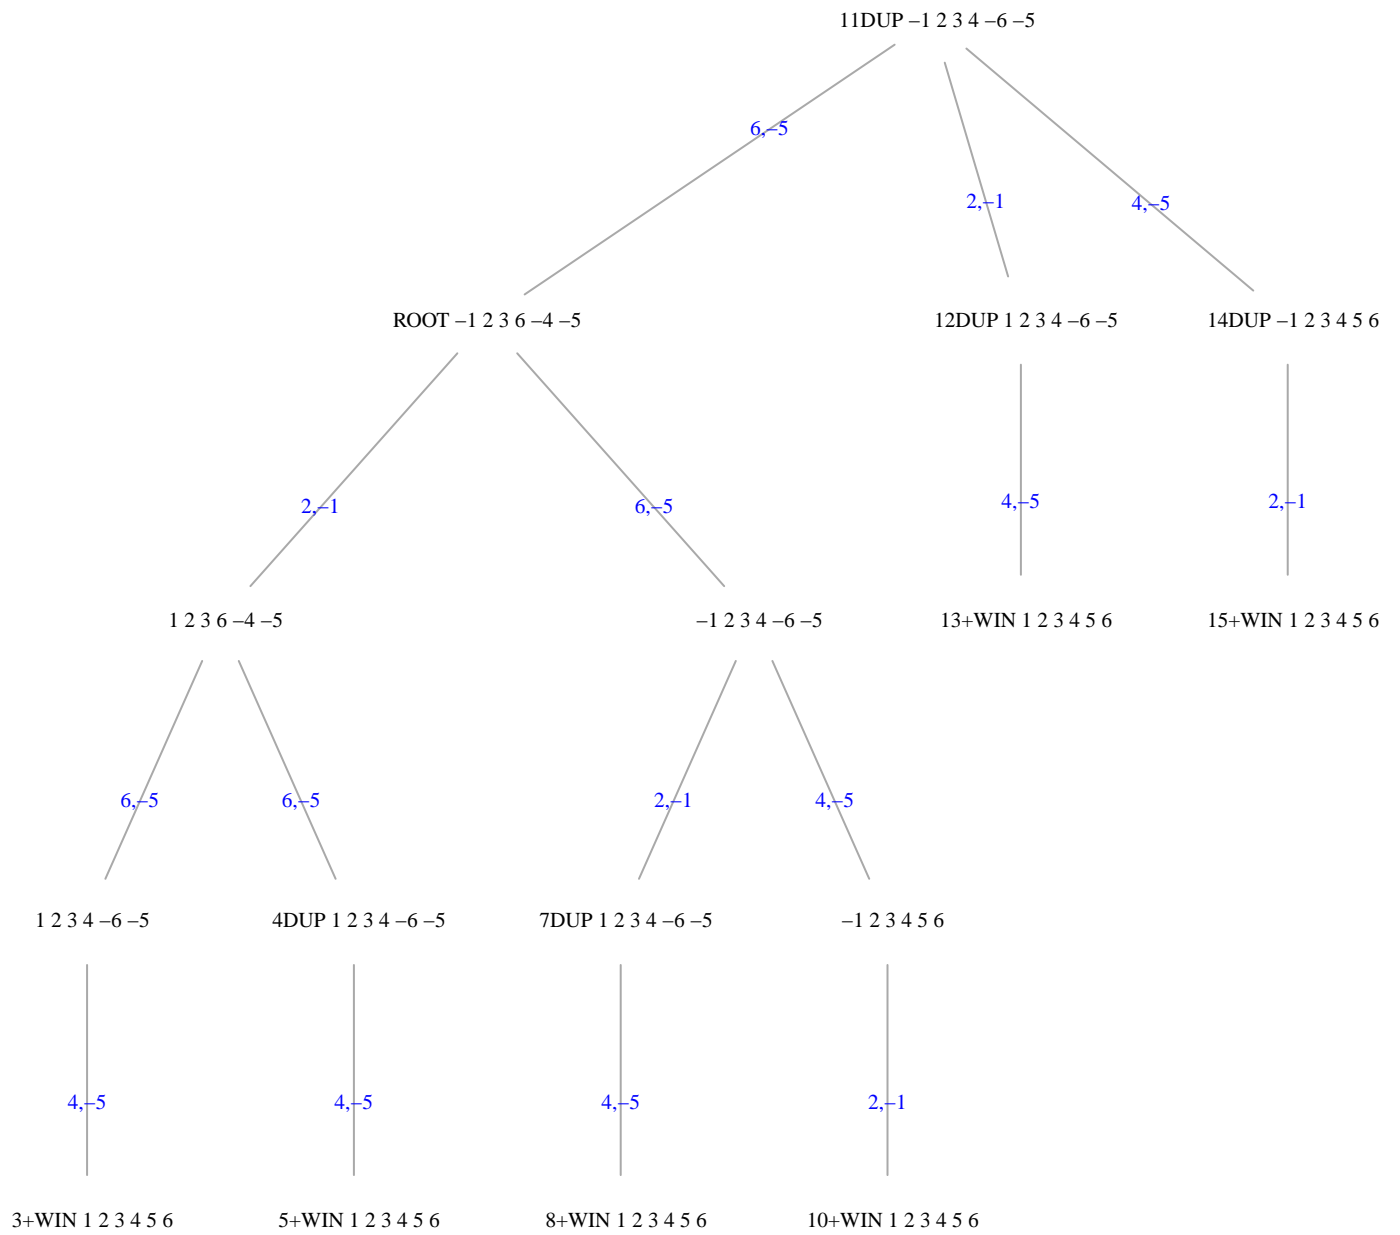 11DUP –1 2 3 4 –6 –5
6,–5
2,–1
4,–5
ROOT –1 2 3 6 –4 –5
12DUP 1 2 3 4 –6 –5
14DUP –1 2 3 4 5 6
2,–1
6,–5
4,–5
2,–1
1 2 3 6 –4 –5
–1 2 3 4 –6 –5
13+WIN 1 2 3 4 5 6
15+WIN 1 2 3 4 5 6
6,–5
6,–5
2,–1
4,–5
1 2 3 4 –6 –5
4DUP 1 2 3 4 –6 –5
7DUP 1 2 3 4 –6 –5
–1 2 3 4 5 6
4,–5
4,–5
4,–5
2,–1
3+WIN 1 2 3 4 5 6
5+WIN 1 2 3 4 5 6
8+WIN 1 2 3 4 5 6
10+WIN 1 2 3 4 5 6